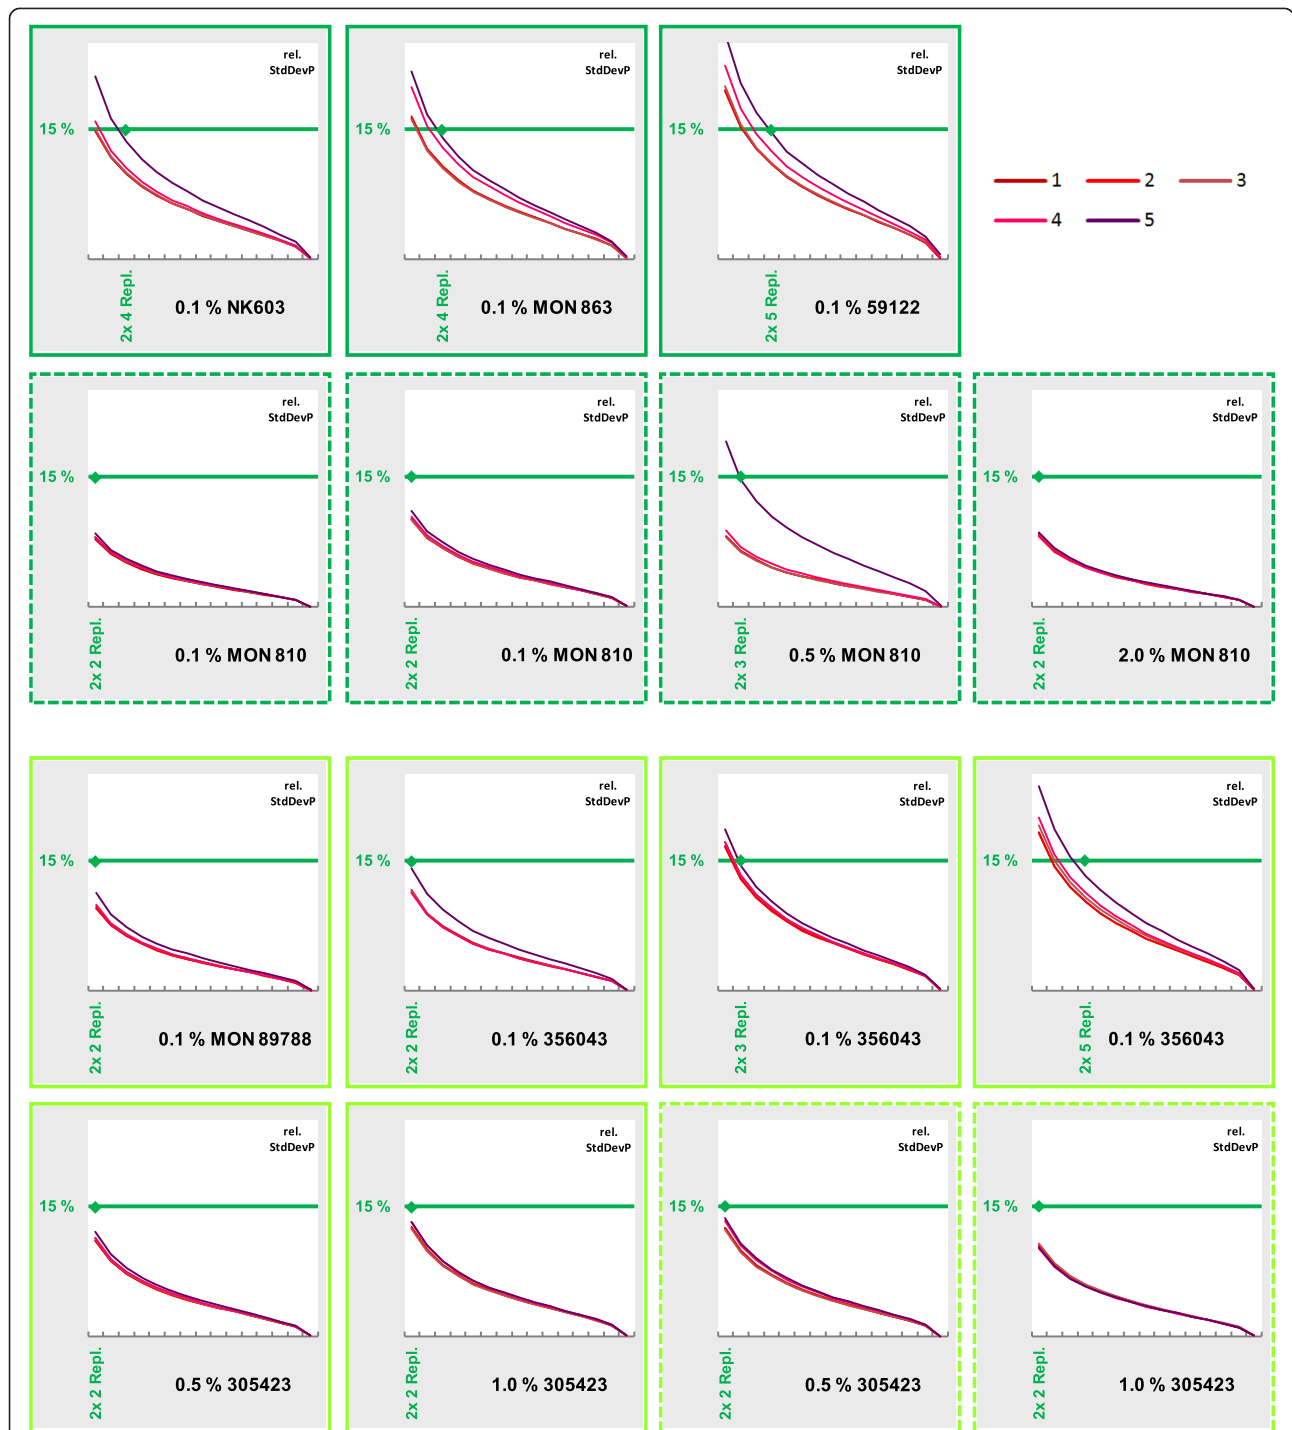 rel.
StdDevP
15 %
2x 4 Repl.
0.1 % NK603
rel.
StdDevP
15 %
2x 4 Repl.
0.1 % MON 863
rel.
StdDevP
15 %
2x 5 Repl.
0.1 % 59122
1
2
3
4
5
rel.
StdDevP
15 %
2x 2 Repl.
0.1 % MON 810
rel.
StdDevP
15 %
2x 2 Repl.
0.1 % MON 810
rel.
StdDevP
15 %
2x 3 Repl.
0.5 % MON 810
rel.
StdDevP
15 %
2x 2 Repl.
2.0 % MON 810
rel.
StdDevP
15 %
2x 2 Repl.
0.1 % MON 89788
rel.
StdDevP
15 %
2x 2 Repl.
0.1 % 356043
rel.
StdDevP
15 %
2x 3 Repl.
0.1 % 356043
rel.
StdDevP
15 %
2x 5 Repl.
0.1 % 356043
rel.
StdDevP
15 %
2x 2 Repl.
0.5 % 305423
rel.
StdDevP
15 %
2x 2 Repl.
1.0 % 305423
rel.
StdDevP
15 %
2x 2 Repl.
0.5 % 305423
rel.
StdDevP
15 %
2x 2 Repl.
1.0 % 305423